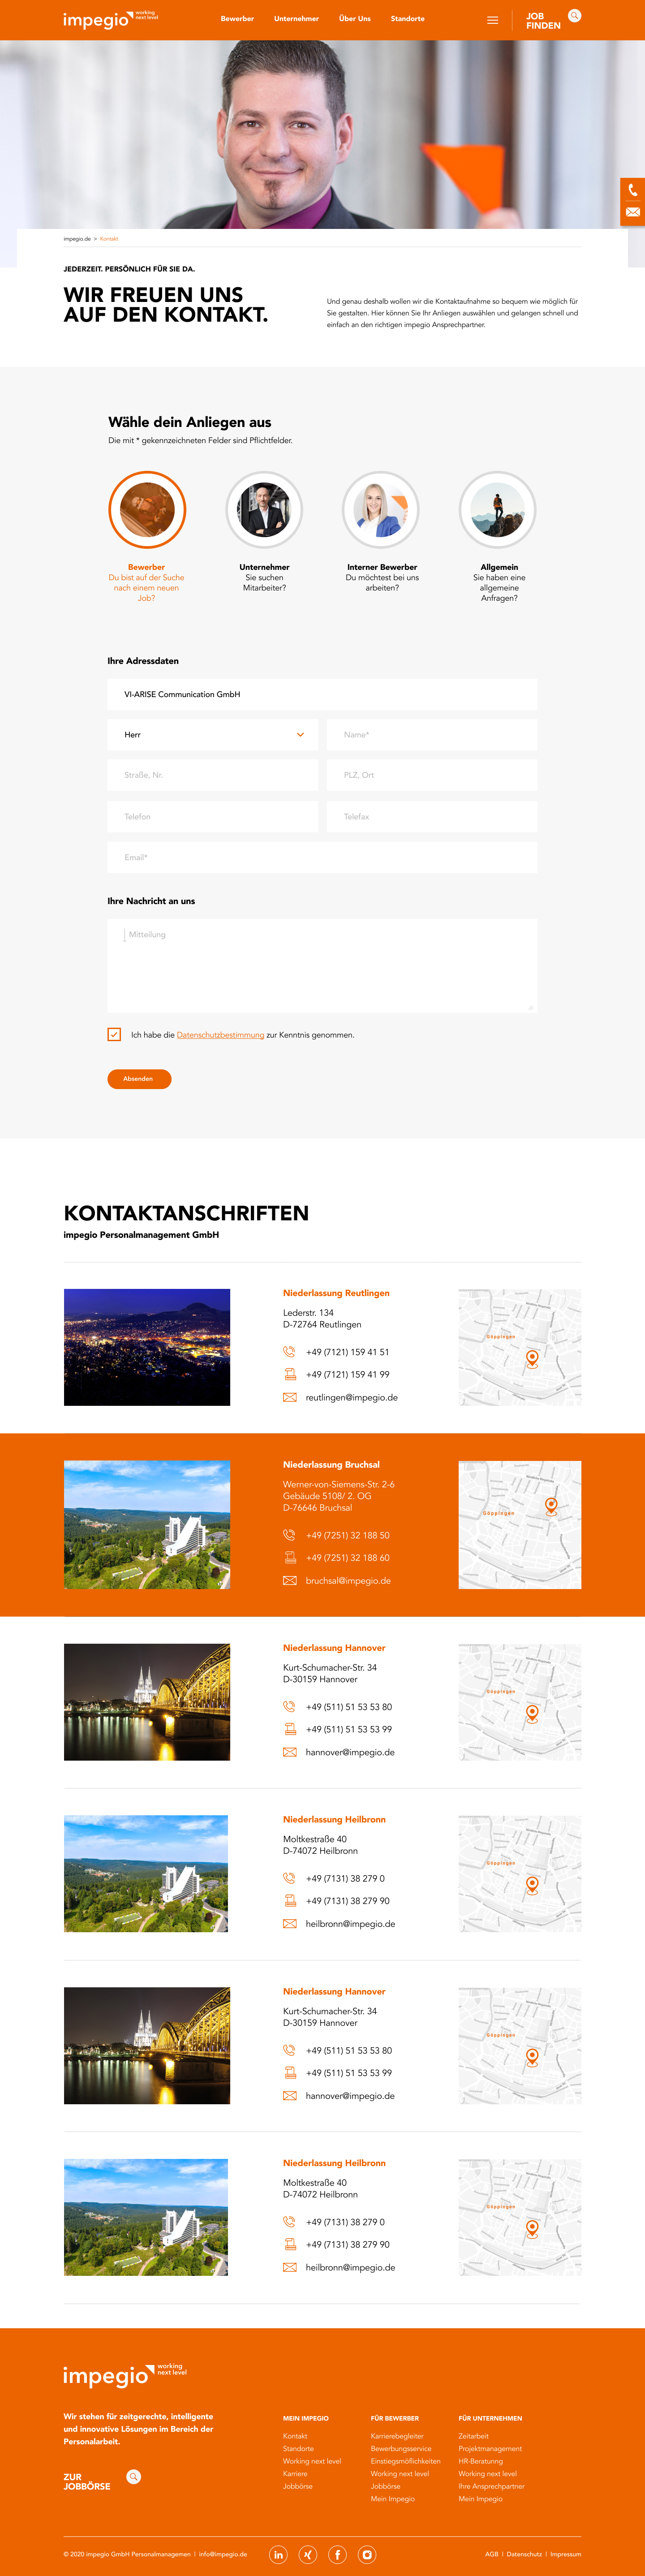 impegio working
next level
Bewerber
Unternehmer
Über Uns
Standorte
JOB
FINDEN
impegio.de > Kontakt
JEDERZEIT. PERSÖNLICH FÜR SIE DA.
WIR FREUEN UNS
AUF DEN KONTAKT.
Und genau deshalb wollen wir die Kontaktaufnahme so bequem wie möglich für
Sie gestalten. Hier können Sie Ihr Anliegen auswählen und gelangen schnell und
einfach an den richtigen impegio Ansprechpartner.
Wähle dein Anliegen aus
Die mit * gekennzeichneten Felder sind Pflichtfelder.
Bewerber
Du bist auf der Suche
nach einem neuen
Job?
Unternehmer
Sie suchen
Mitarbeiter?
Interner Bewerber
Du möchtest bei uns
arbeiten?
Allgemein
Sie haben eine
allgemeine
Anfragen?
Ihre Adressdaten
VI-ARISE Communication GmbH
Herr
Name*
Straße, Nr.
PLZ, Ort
Telefon
Telefax
Email*
Ihre Nachricht an uns
Mitteilung
Ich habe die Datenschutzbestimmung zur Kenntnis genommen.
Absenden
KONTAKTANSCHRIFTEN
impegio Personalmanagement GmbH
Niederlassung Reutlingen
Lederstr. 134
D-72764 Reutlingen
+49 (7121) 159 41 51
+49 (7121) 159 41 99
reutlingen@impegio.de
Göppingen
Niederlassung Bruchsal
Werner-von-Siemens-Str. 2-6
Gebäude 5108/ 2. OG
D-76646 Bruchsal
+49 (7251) 32 188 50
+49 (7251) 32 188 60
bruchsal@impegio.de
Göppingen
Niederlassung Hannover
Kurt-Schumacher-Str. 34
D-30159 Hannover
+49 (511) 51 53 53 80
+49 (511) 51 53 53 99
hannover@impegio.de
Göppingen
Niederlassung Heilbronn
Moltkestraße 40
D-74072 Heilbronn
+49 (7131) 38 279 0
+49 (7131) 38 279 90
heilbronn@impegio.de
Göppingen
Niederlassung Hannover
Kurt-Schumacher-Str. 34
D-30159 Hannover
+49 (511) 51 53 53 80
+49 (511) 51 53 53 99
hannover@impegio.de
Göppingen
Niederlassung Heilbronn
Moltkestraße 40
D-74072 Heilbronn
+49 (7131) 38 279 0
+49 (7131) 38 279 90
heilbronn@impegio.de
Göppingen
impegio working
next level
Wir stehen für zeitgerechte, intelligente
und innovative Lösungen im Bereich der
Personalarbeit.
ZUR
JOBBÖRSE
MEIN IMPEGIO
Kontakt
Standorte
Working next level
Karriere
Jobbörse
FÜR BEWERBER
Karrierebegleiter
Bewerbungsservice
Einstiegsmöflichkeiten
Working next level
Jobbörse
Mein Impegio
FÜR UNTERNEHMEN
Zeitarbeit
Projektmanagement
HR-Beratunng
Working next level
Ihre Ansprechpartner
Mein Impegio
© 2020 impegio GmbH Personalmanagemen | info@impegio.de
AGB | Datenschutz | Impressum